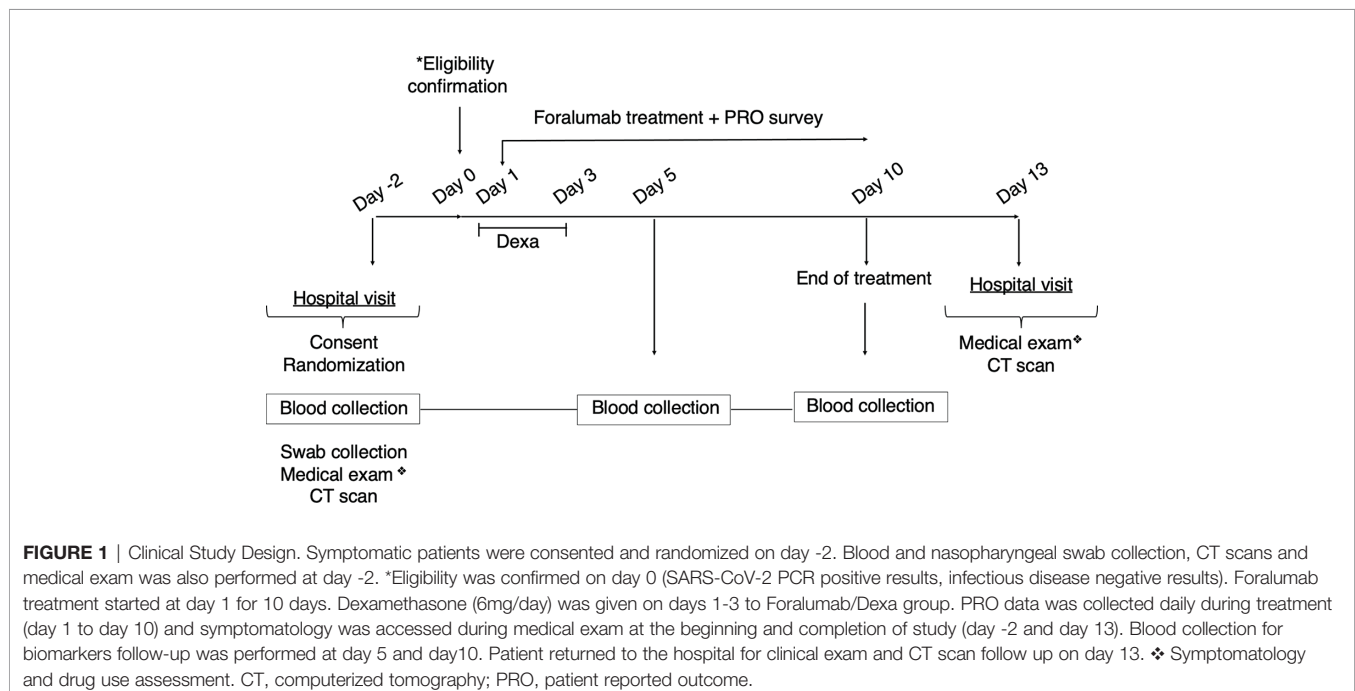 *Eligibility
confirmation
Foralumab treatment + PRO survey
Day -2
Day 0
Day 1
Day 3
Day 5
Day 10
Day 13
Dexa
End of treatment
Hospital visit
Hospital visit
Consent
Randomization
Medical exam❖
CT scan
Blood collection
Blood collection
Blood collection
Swab collection
Medical exam ❖
CT scan
FIGURE 1 | Clinical Study Design. Symptomatic patients were consented and randomized on day -2. Blood and nasopharyngeal swab collection, CT scans and
medical exam was also performed at day -2. *Eligibility was confirmed on day 0 (SARS-CoV-2 PCR positive results, infectious disease negative results). Foralumab
treatment started at day 1 for 10 days. Dexamethasone (6mg/day) was given on days 1-3 to Foralumab/Dexa group. PRO data was collected daily during treatment
(day 1 to day 10) and symptomatology was accessed during medical exam at the beginning and completion of study (day -2 and day 13). Blood collection for
biomarkers follow-up was performed at day 5 and day10. Patient returned to the hospital for clinical exam and CT scan follow up on day 13. ❖ Symptomatology
and drug use assessment. CT, computerized tomography; PRO, patient reported outcome.